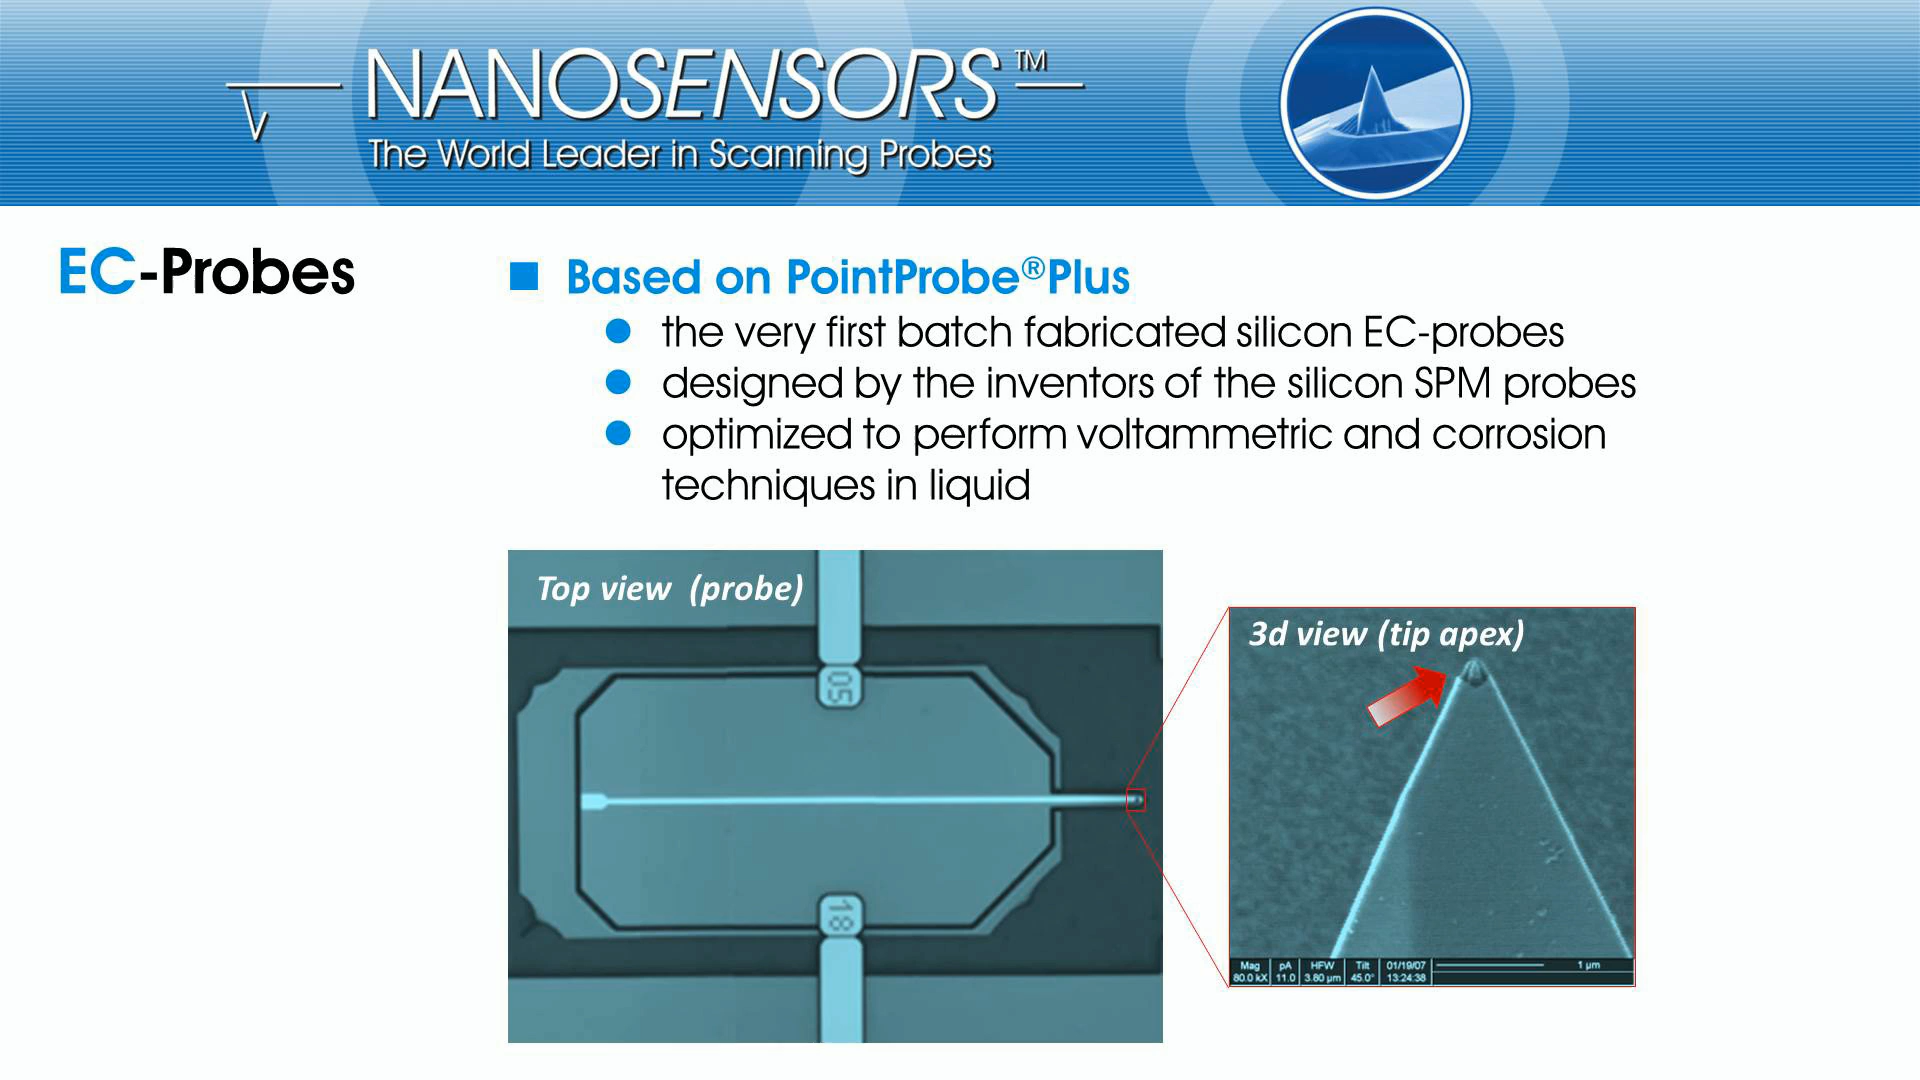 NANOSENSORS™
The World Leader in Scanning Probes
EC-Probes
Based on PointProbe®Plus
the very first batch fabricated silicon EC-probes
designed by the inventors of the silicon SPM probes
optimized to perform voltammetric and corrosion
techniques in liquid
Top view (probe)
50
18
3d view (tip apex)
Mag pA HFW Tilt 01/19/07 1 µm
80.0 kX 11.0 3.80 µm 45.0° 13:24:38